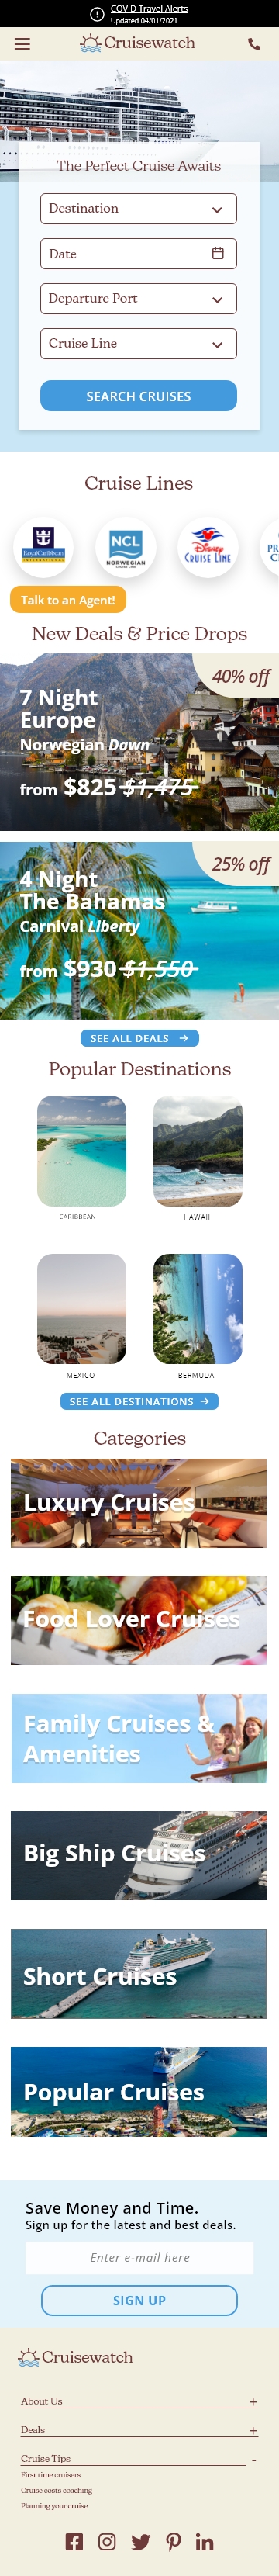 COVID Travel Alerts
Updated 04/01/2021
Cruisewatch
The Perfect Cruise Awaits
Destination
Date
Departure Port
Cruise Line
SEARCH CRUISES
Cruise Lines
RoyalCaribbean
INTERNATIONAL
NCL
NORWEGIAN
CRUISE LINE
Disney
CRUISE LINE
PR
C
Talk to an Agent!
New Deals & Price Drops
40% off
7 Night
Europe
Norwegian Dawn
from $825 $1,475
25% off
4 Night
The Bahamas
Carnival Liberty
from $930 $1,550
SEE ALL DEALS →
Popular Destinations
CARIBBEAN
HAWAII
MEXICO
BERMUDA
SEE ALL DESTINATIONS →
Categories
Luxury Cruises
Food Lover Cruises
Family Cruises &
Amenities
Big Ship Cruises
Short Cruises
Popular Cruises
Save Money and Time.
Sign up for the latest and best deals.
Enter e-mail here
SIGN UP
Cruisewatch
About Us +
Deals +
Cruise Tips -
First time cruisers
Cruise costs coaching
Planning your cruise